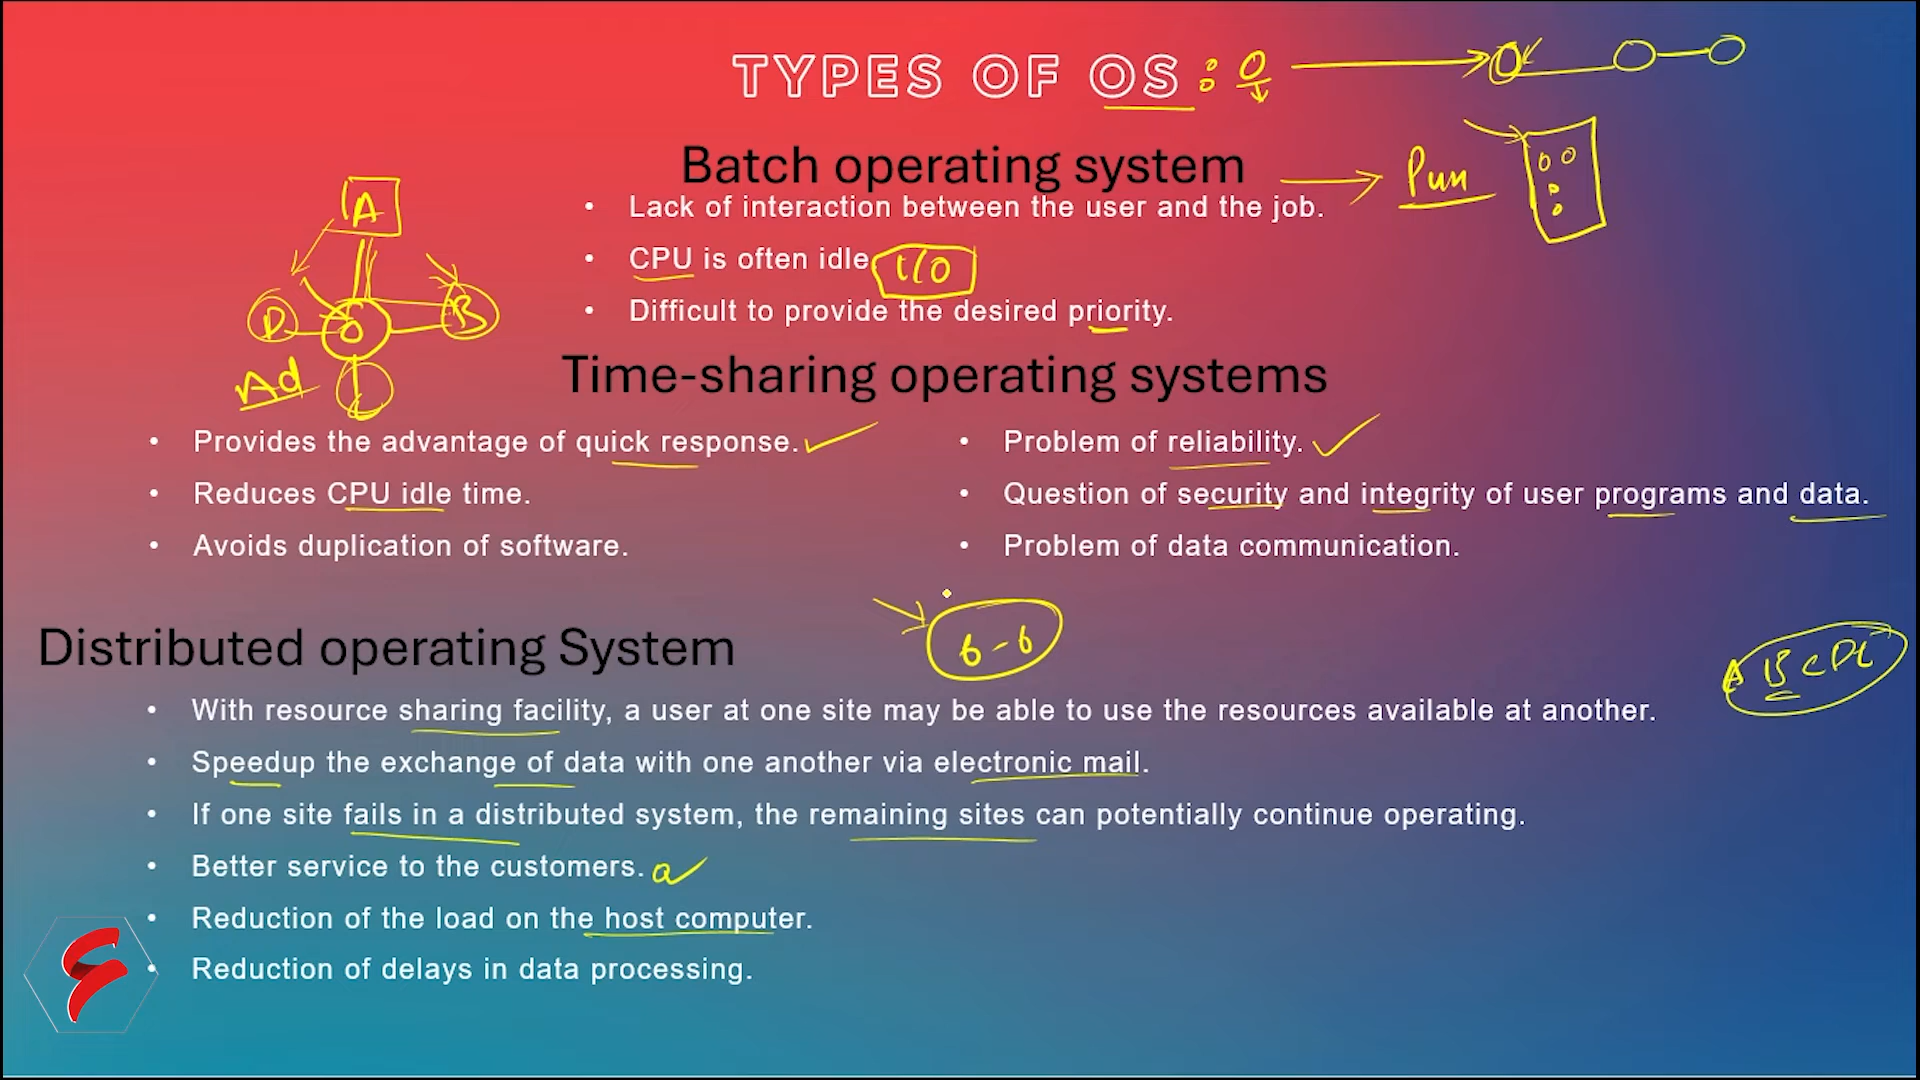 TYPES OF OS :
Batch operating system
• Lack of interaction between the user and the job.
• CPU is often idle I/O
• Difficult to provide the desired priority.
Pun
A
D
O
B
Ad
Time-sharing operating systems
• Provides the advantage of quick response.
• Reduces CPU idle time.
• Avoids duplication of software.
• Problem of reliability.
• Question of security and integrity of user programs and data.
• Problem of data communication.
6-6
Distributed operating System
• With resource sharing facility, a user at one site may be able to use the resources available at another.
• Speedup the exchange of data with one another via electronic mail.
• If one site fails in a distributed system, the remaining sites can potentially continue operating.
• Better service to the customers.
• Reduction of the load on the host computer.
• Reduction of delays in data processing.